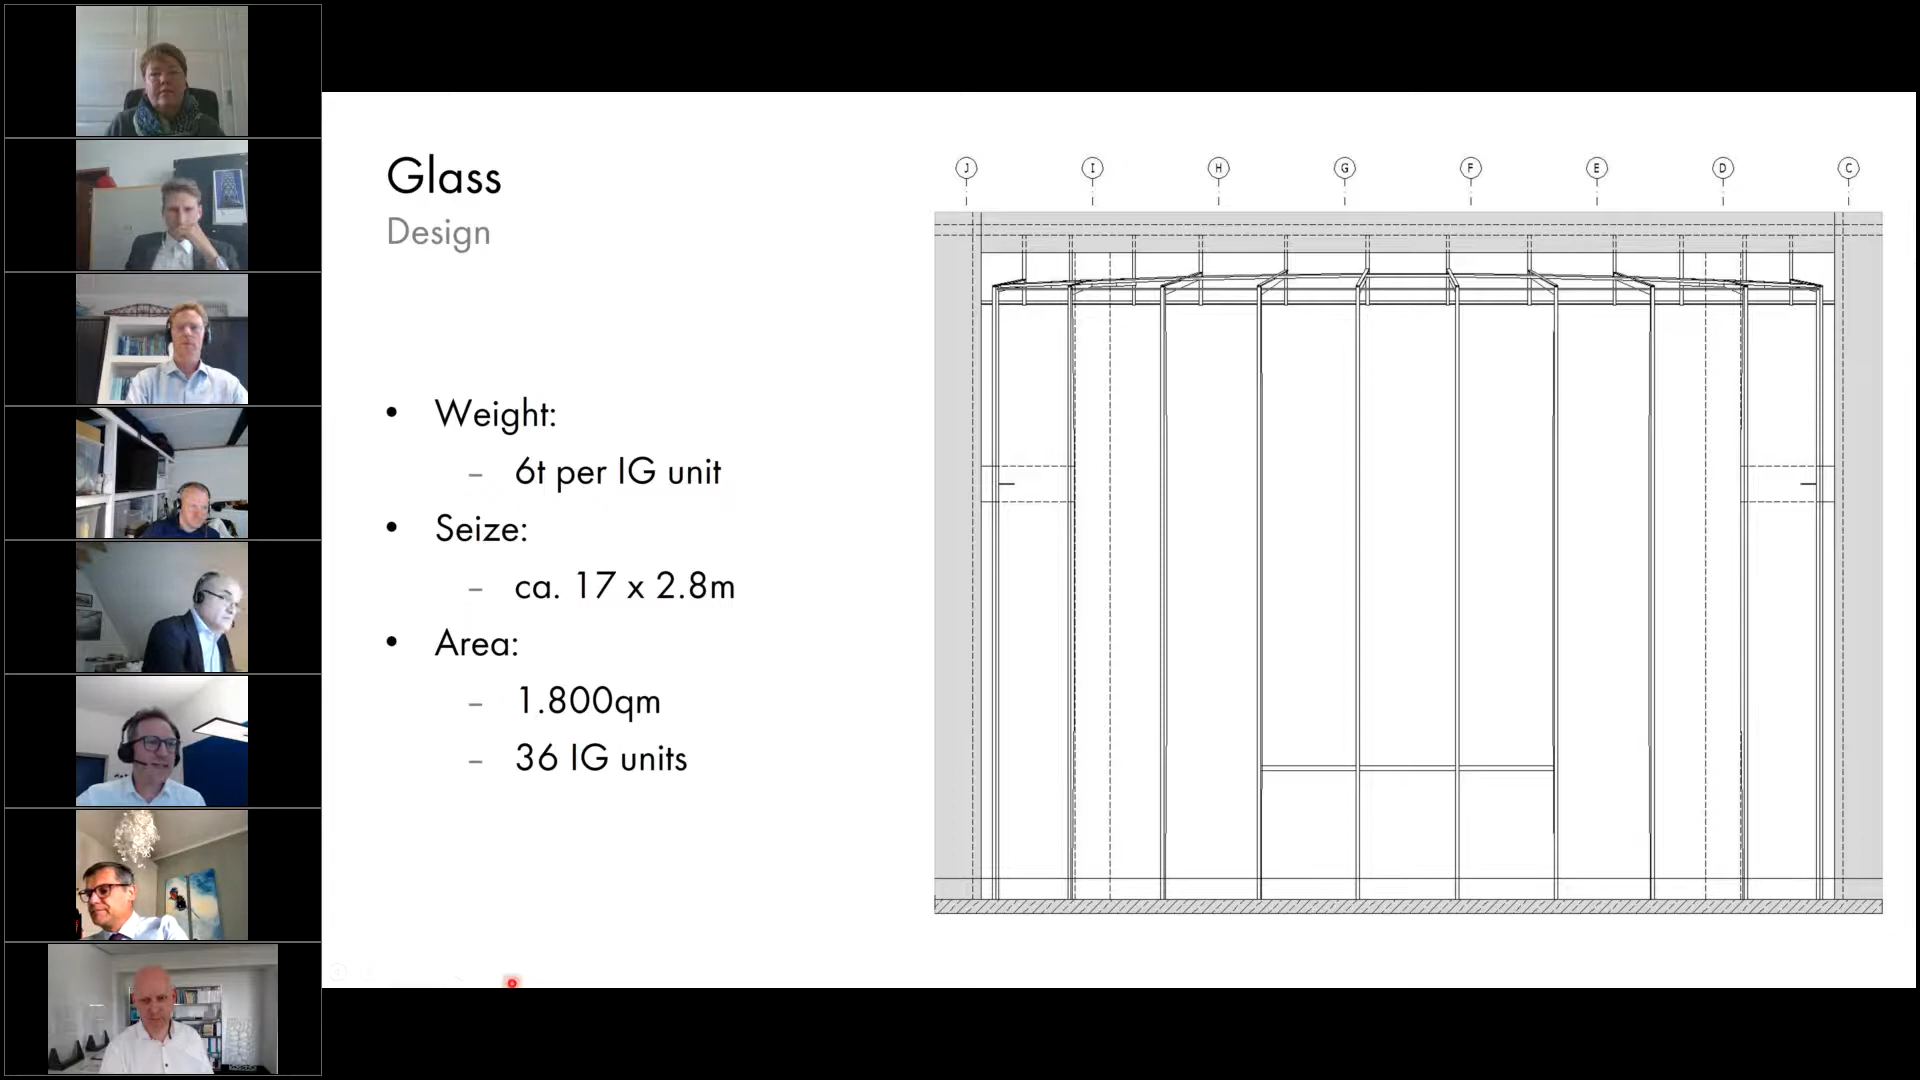 Glass
Design
• Weight:
– 6t per IG unit
• Seize:
– ca. 17 x 2.8m
• Area:
– 1.800qm
– 36 IG units
J I H G F E D C